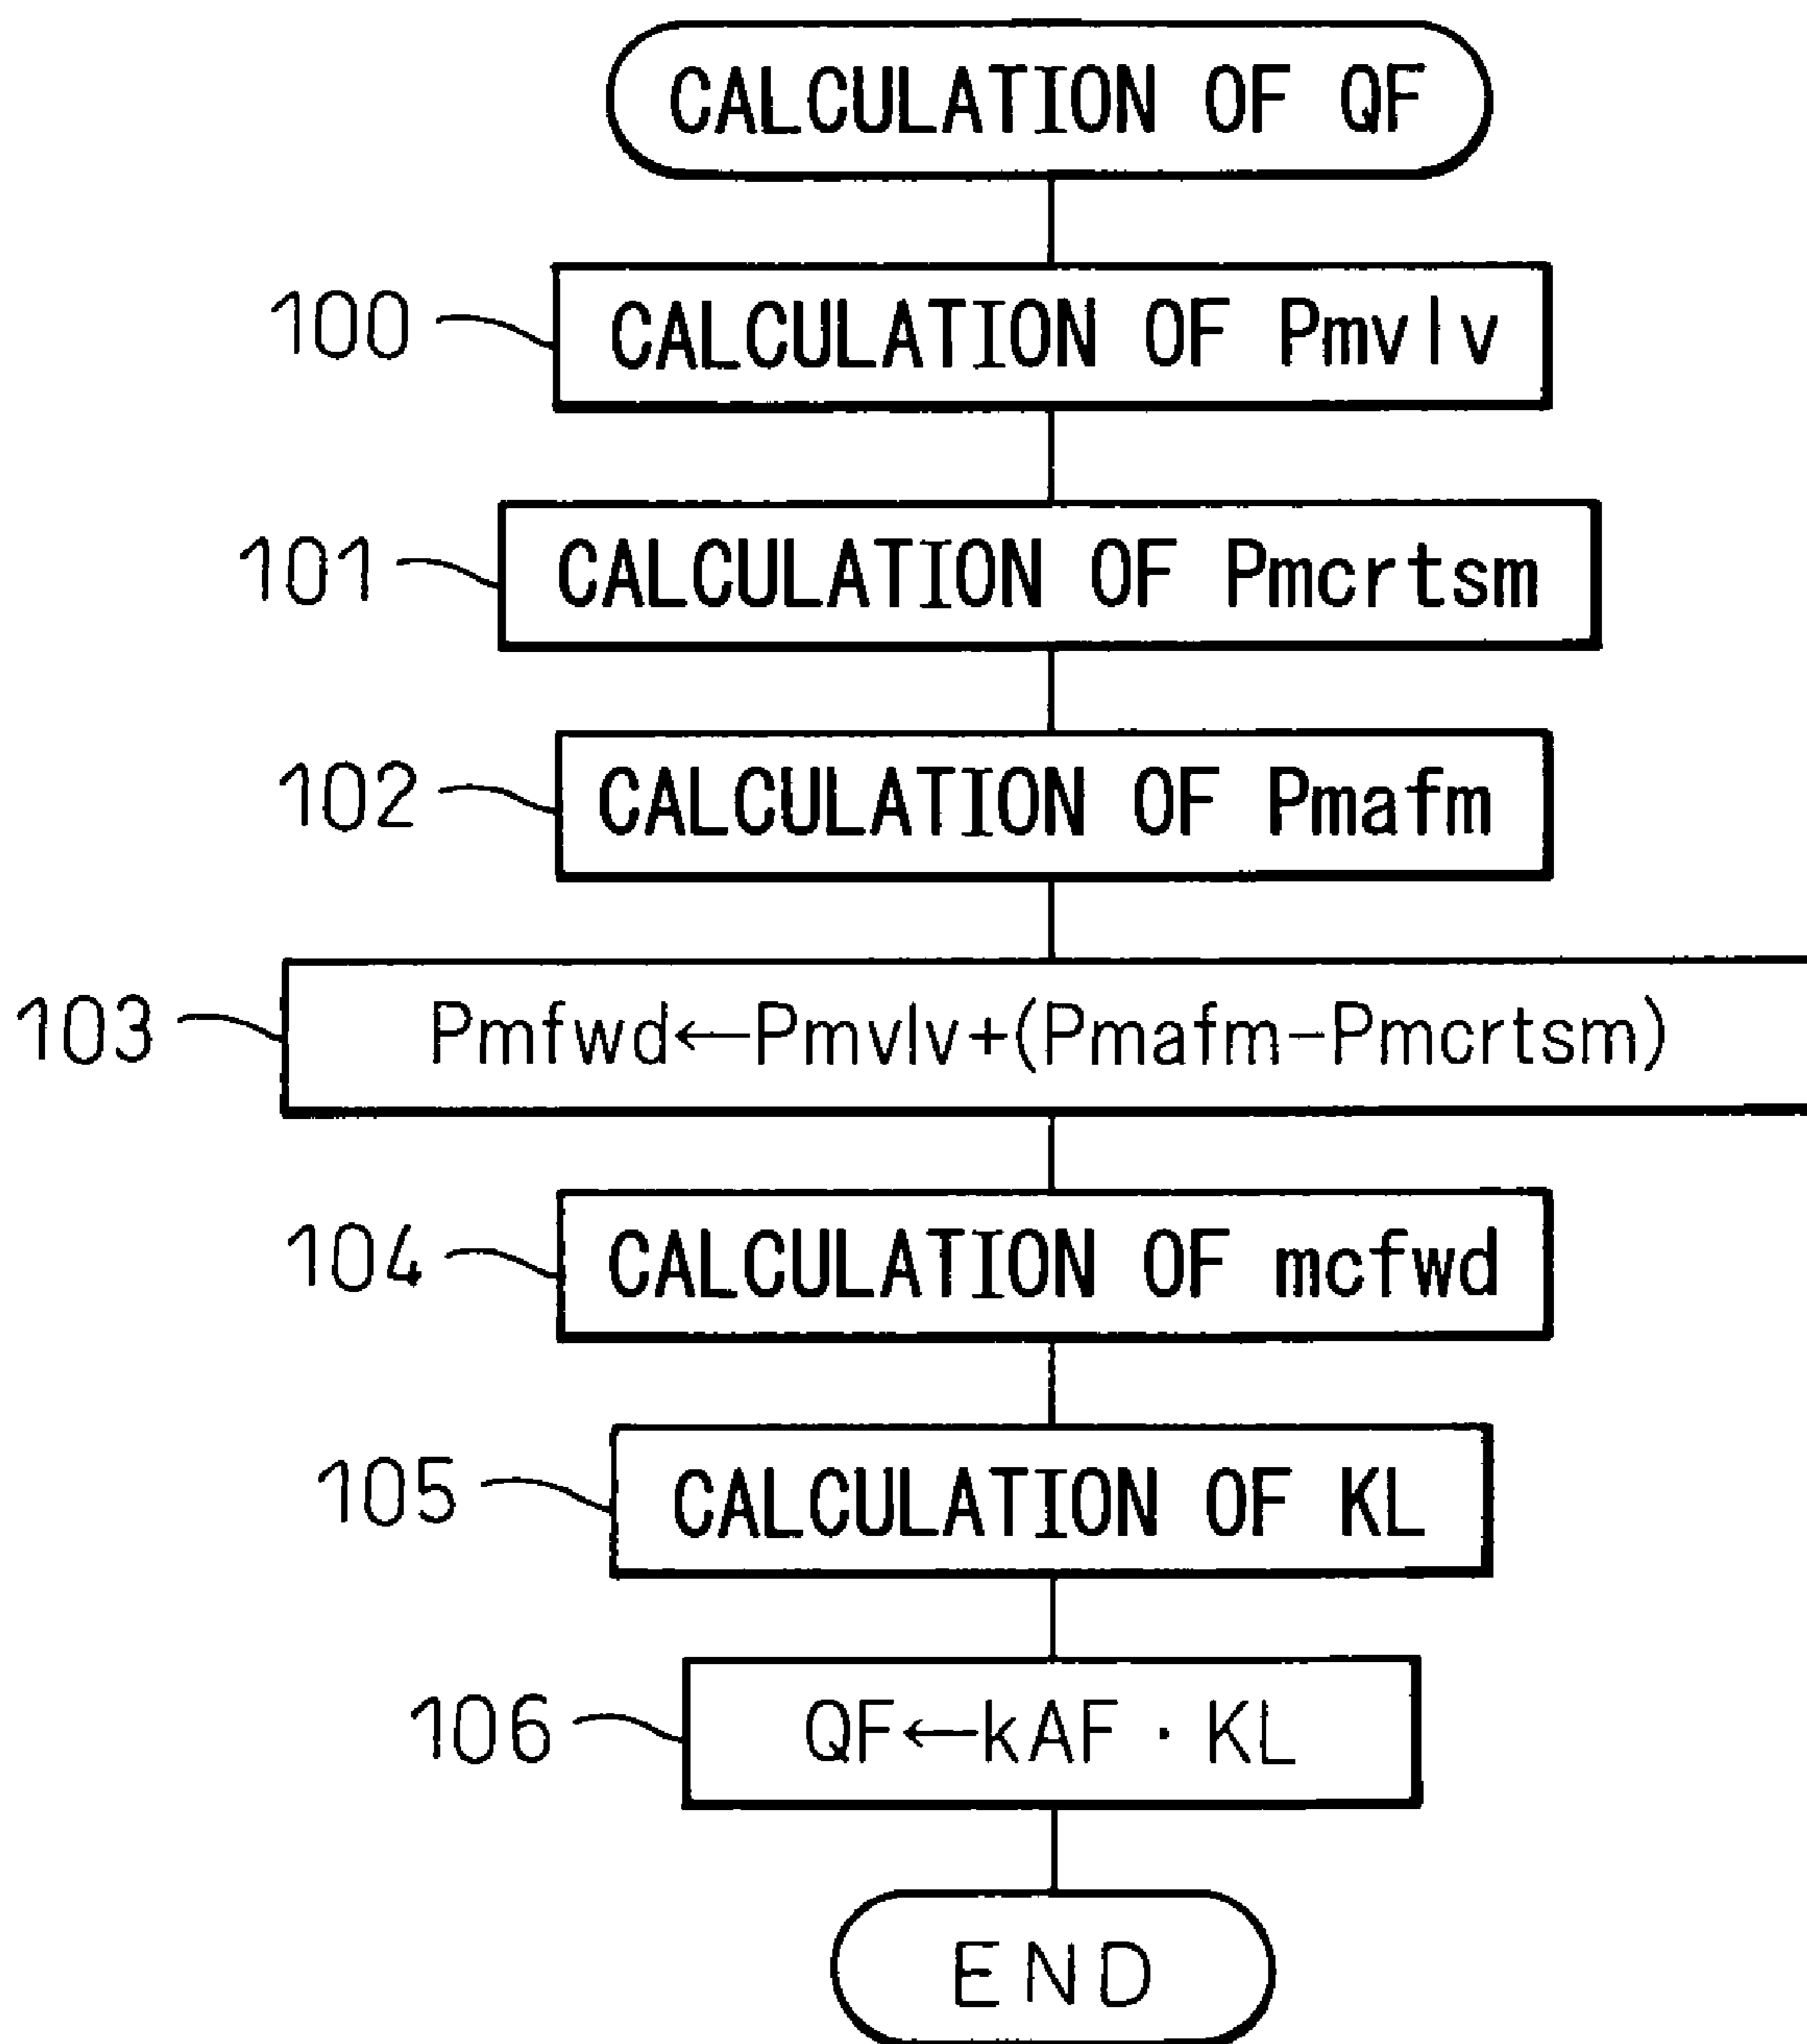 CALCULATION OF QF
100 CALCULATION OF Pmvlv
101 CALCULATION OF Pmcrtsm
102 CALCULATION OF Pmafm
103 Pmfwd←Pmvlv+(Pmafm-Pmcrtsm)
104 CALCULATION OF mcfwd
105 CALCULATION OF KL
106 QF←kAF・KL
END